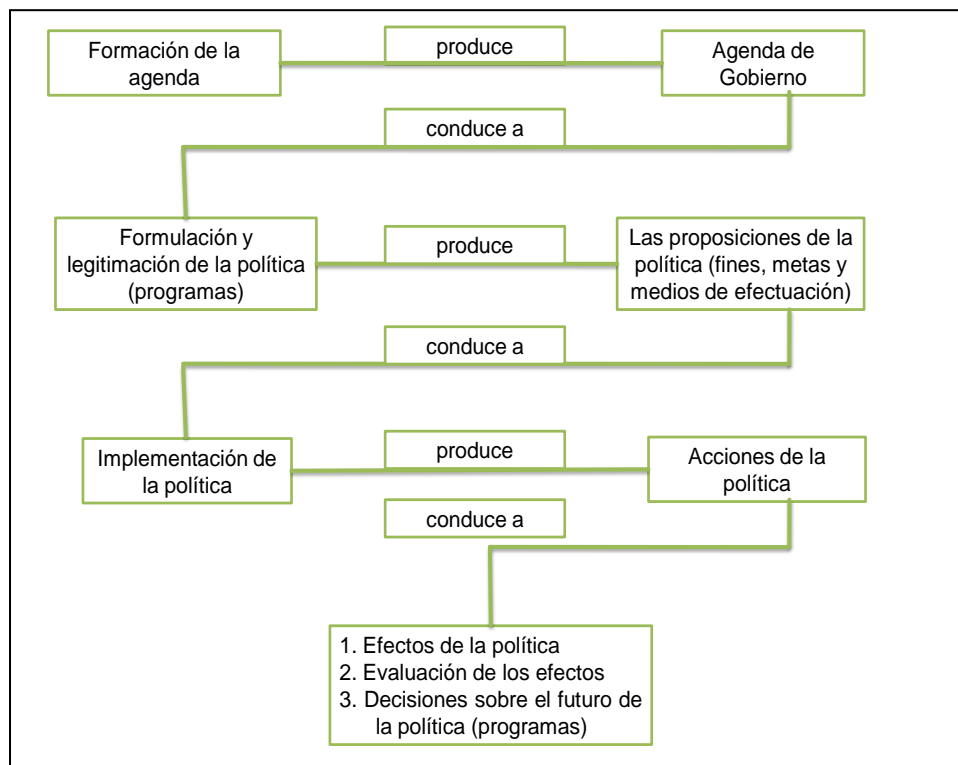 Formación de la
agenda
produce
Agenda de
Gobierno
conduce a
Formulación y
legitimación de la política
(programas)
produce
Las proposiciones de la
política (fines, metas y
medios de efectuación)
conduce a
Implementación de
la política
produce
Acciones de la
política
conduce a
1. Efectos de la política
2. Evaluación de los efectos
3. Decisiones sobre el futuro de
la política (programas)